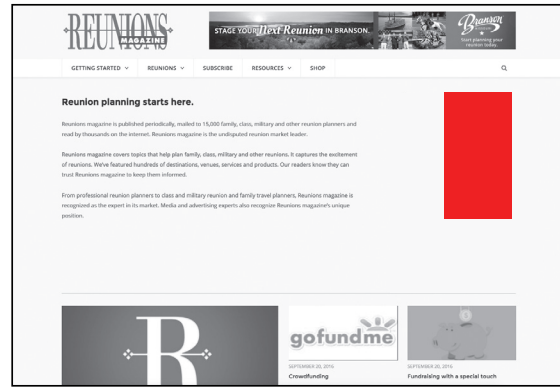 REUNIONS
MAGAZINE
STAGE YOUR Next Reunion IN BRANSON.
Branson
Start planning your
reunion today.
GETTING STARTED
REUNIONS
SUBSCRIBE
RESOURCES
SHOP
Reunion planning starts here.
Reunions magazine is published periodically, mailed to 18,000 family, class, military and other reunion planners and
read by thousands on the internet. Reunions magazine is the undisputed reunion market leader.
Reunions magazine covers topics that help plan family, class, military and other reunions. It captures the excitement
of reunions. We've featured hundreds of destinations, venues, services and products. Our readers know they can
trust Reunions magazine to keep them informed.
From professional reunion planners to class and military reunion and family travel planners, Reunions magazine is
recognized as the expert in its market. Media and advertising experts also recognize Reunions magazine's unique
position.
R
gofundme
SEPTEMBER 20, 2016
Crowdfunding
SEPTEMBER 20, 2016
Fundraising with a special touch